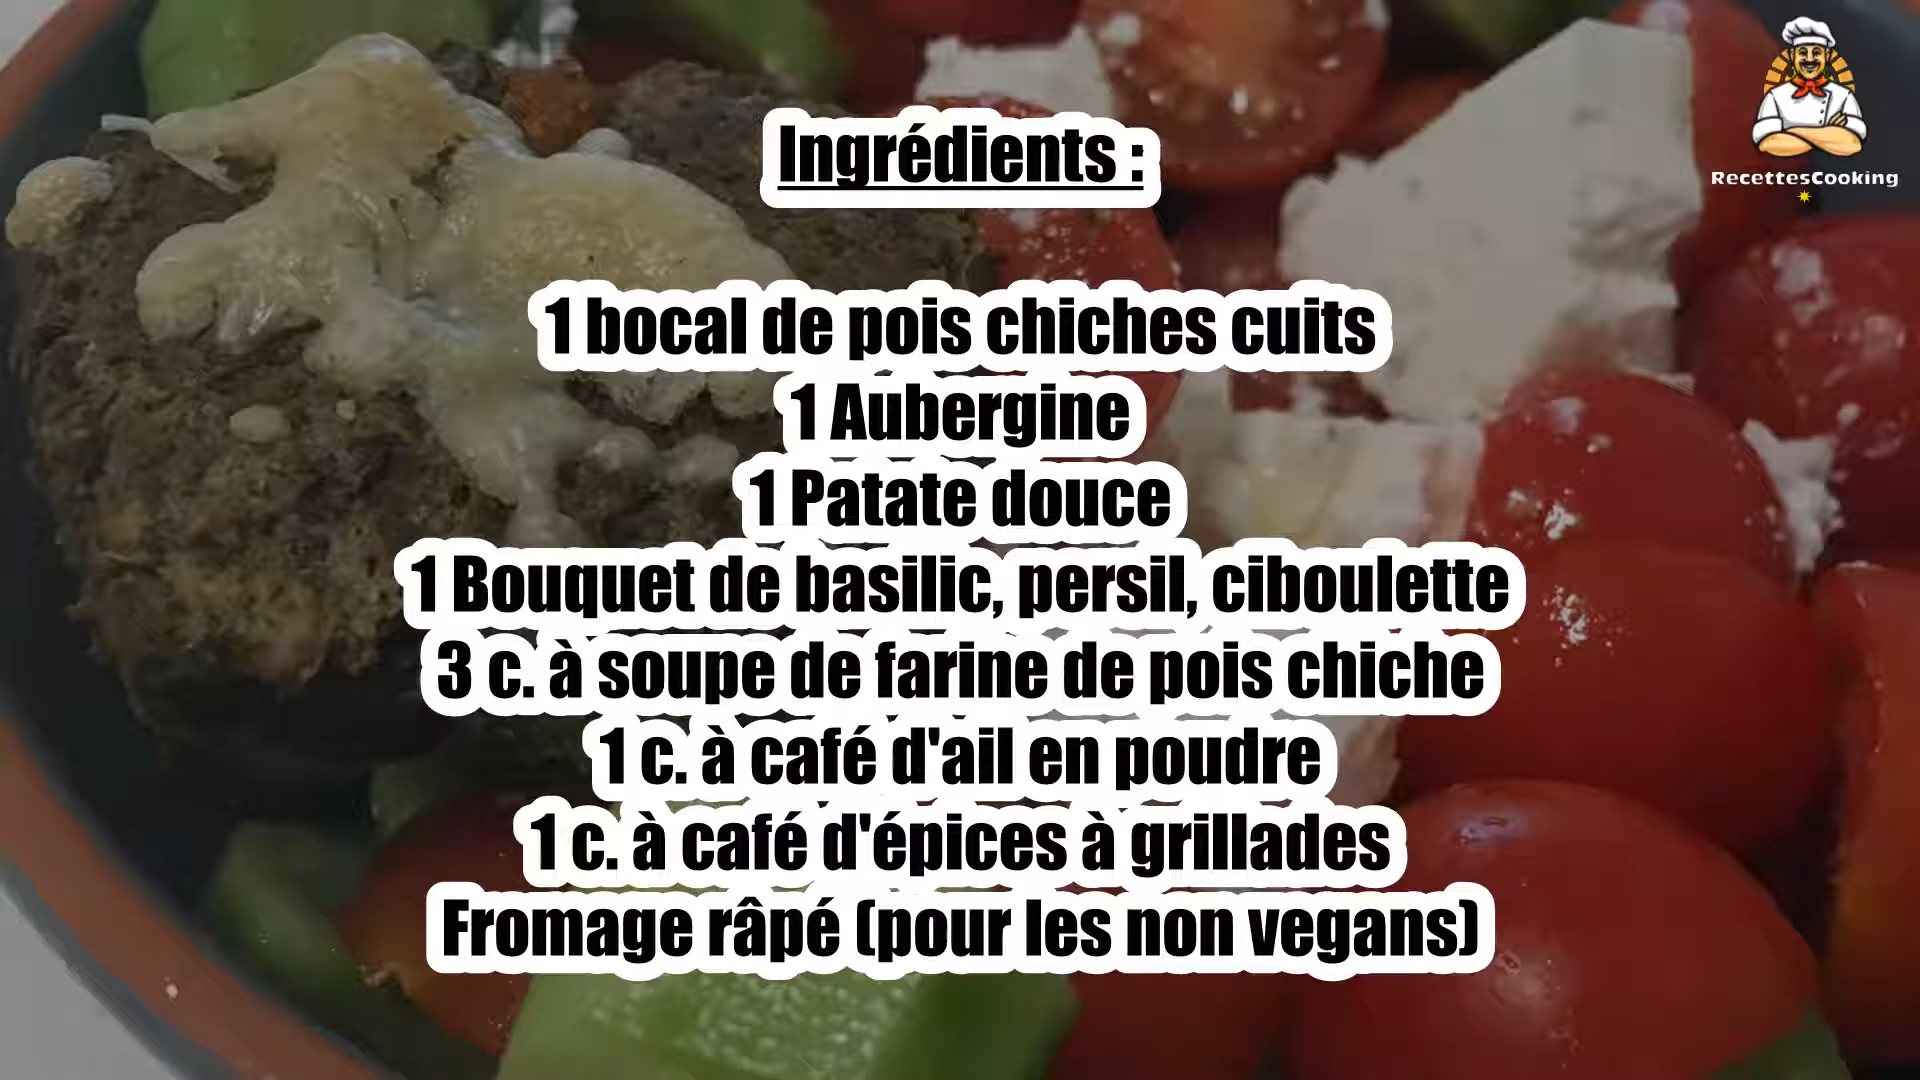 RecettesCooking
Ingrédients :
1 bocal de pois chiches cuits
1 Aubergine
1 Patate douce
1 Bouquet de basilic, persil, ciboulette
3 c. à soupe de farine de pois chiche
1 c. à café d'ail en poudre
1 c. à café d'épices à grillades
Fromage râpé (pour les non vegans)